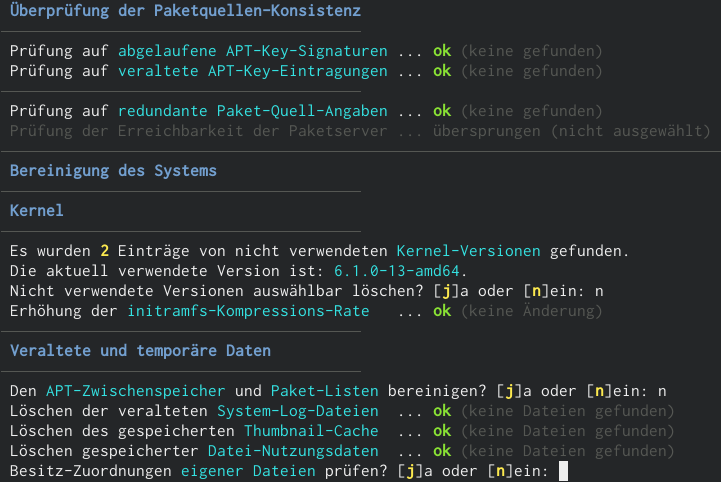 Überprüfung der Paketquellen-Konsistenz
Prüfung auf abgelaufene APT-Key-Signaturen ... ok (keine gefunden)
Prüfung auf veraltete APT-Key-Eintragungen ... ok (keine gefunden)
Prüfung auf redundante Paket-Quell-Angaben ... ok (keine gefunden)
Prüfung der Erreichbarkeit der Paketserver ... übersprungen (nicht ausgewählt)
Bereinigung des Systems
Kernel
Es wurden 2 Einträge von nicht verwendeten Kernel-Versionen gefunden.
Die aktuell verwendete Version ist: 6.1.0-13-amd64.
Nicht verwendete Versionen auswählbar löschen? [j]a oder [n]ein: n
Erhöhung der initramfs-Kompressions-Rate ... ok (keine Änderung)
Veraltete und temporäre Daten
Den APT-Zwischenspeicher und Paket-Listen bereinigen? [j]a oder [n]ein: n
Löschen der veralteten System-Log-Dateien ... ok (keine Dateien gefunden)
Löschen des gespeicherten Thumbnail-Cache ... ok (keine Dateien gefunden)
Löschen gespeicherter Datei-Nutzungsdaten ... ok (keine Dateien gefunden)
Besitz-Zuordnungen eigener Dateien prüfen? [j]a oder [n]ein: